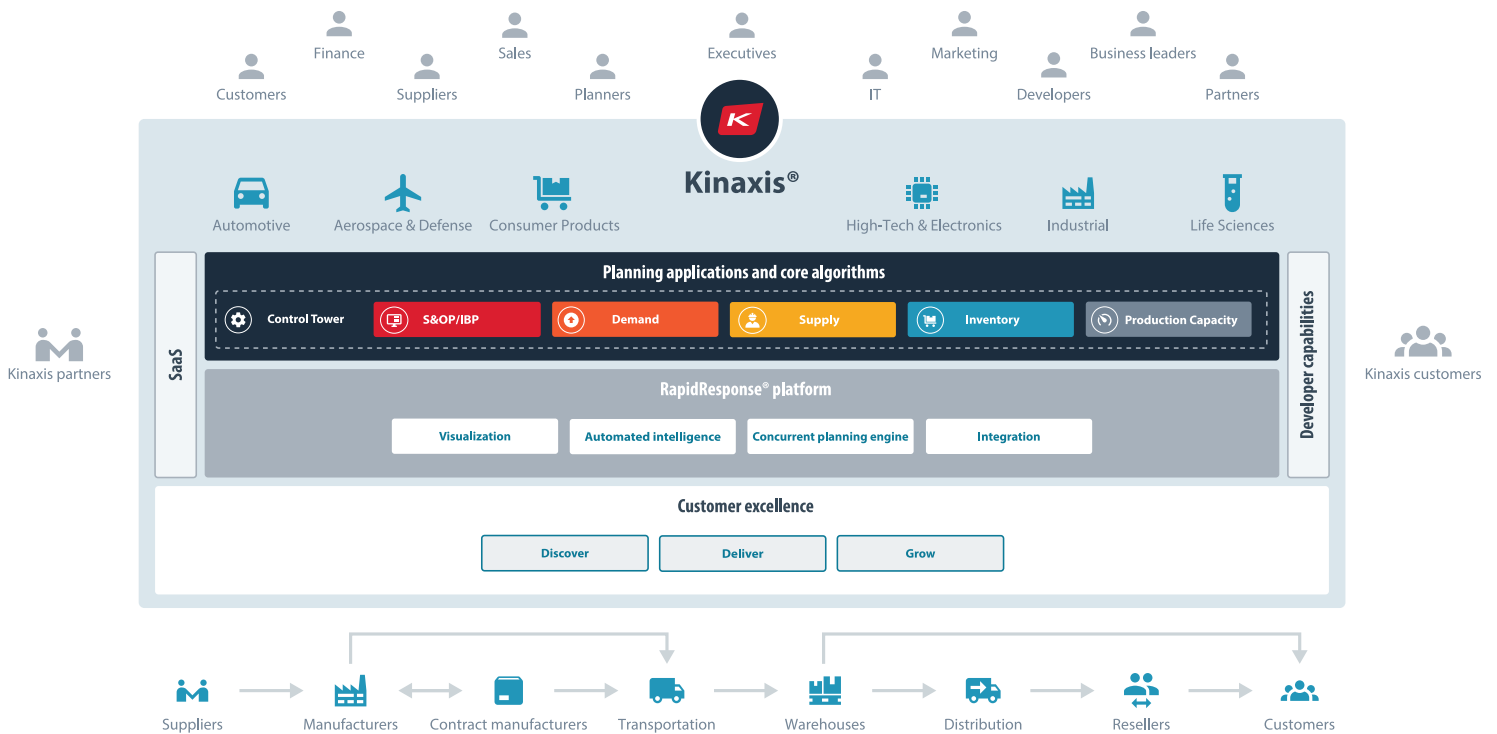 Finance Sales Executives Marketing Business leaders
Customers Suppliers Planners IT Developers Partners
K
Kinaxis®
Automotive Aerospace & Defense Consumer Products High-Tech & Electronics Industrial Life Sciences
Planning applications and core algorithms
Control Tower S&OP/IBP Demand Supply Inventory Production Capacity
SaaS
Developer capabilities
Kinaxis partners
Kinaxis customers
RapidResponse® platform
Visualization Automated intelligence Concurrent planning engine Integration
Customer excellence
Discover Deliver Grow
Suppliers Manufacturers Contract manufacturers Transportation Warehouses Distribution Resellers Customers